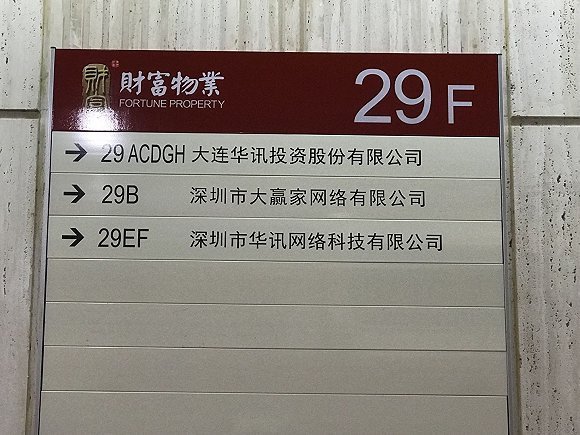 財富
財富物業
FORTUNE PROPERTY
29 F
→ 29 ACDGH 大连华讯投资股份有限公司
→ 29B 深圳市大赢家网络有限公司
→ 29EF 深圳市华讯网络科技有限公司